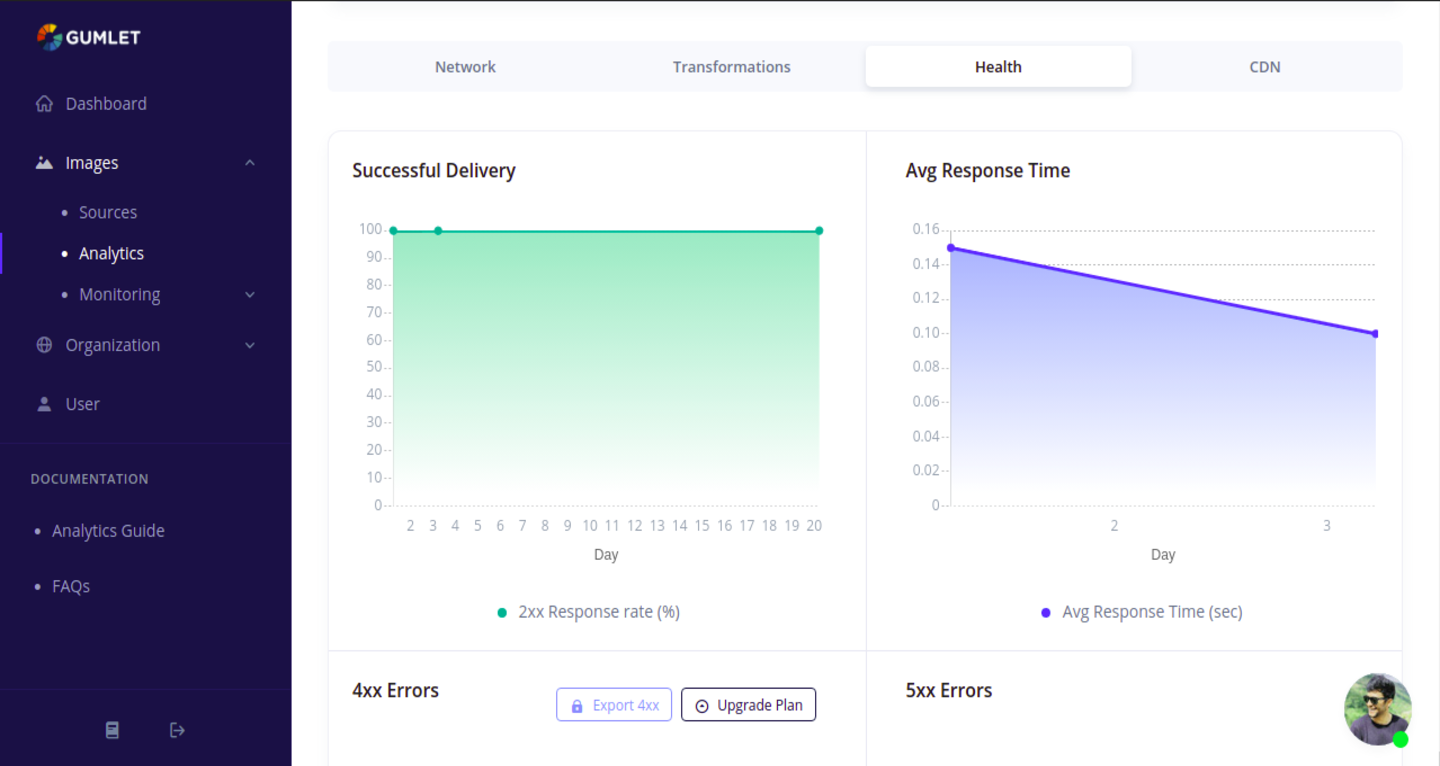 GUMLET
Dashboard
Images
Sources
Analytics
Monitoring
Organization
User
DOCUMENTATION
Analytics Guide
FAQs
Network Transformations Health CDN
Successful Delivery
100
90
80
70
60
50
40
30
20
10
0
2 3 4 5 6 7 8 9 10 11 12 13 14 15 16 17 18 19 20
Day
2xx Response rate (%)
Avg Response Time
0.16
0.14
0.12
0.10
0.08
0.06
0.04
0.02
0
2 3
Day
Avg Response Time (sec)
4xx Errors
Export 4xx Upgrade Plan
5xx Errors